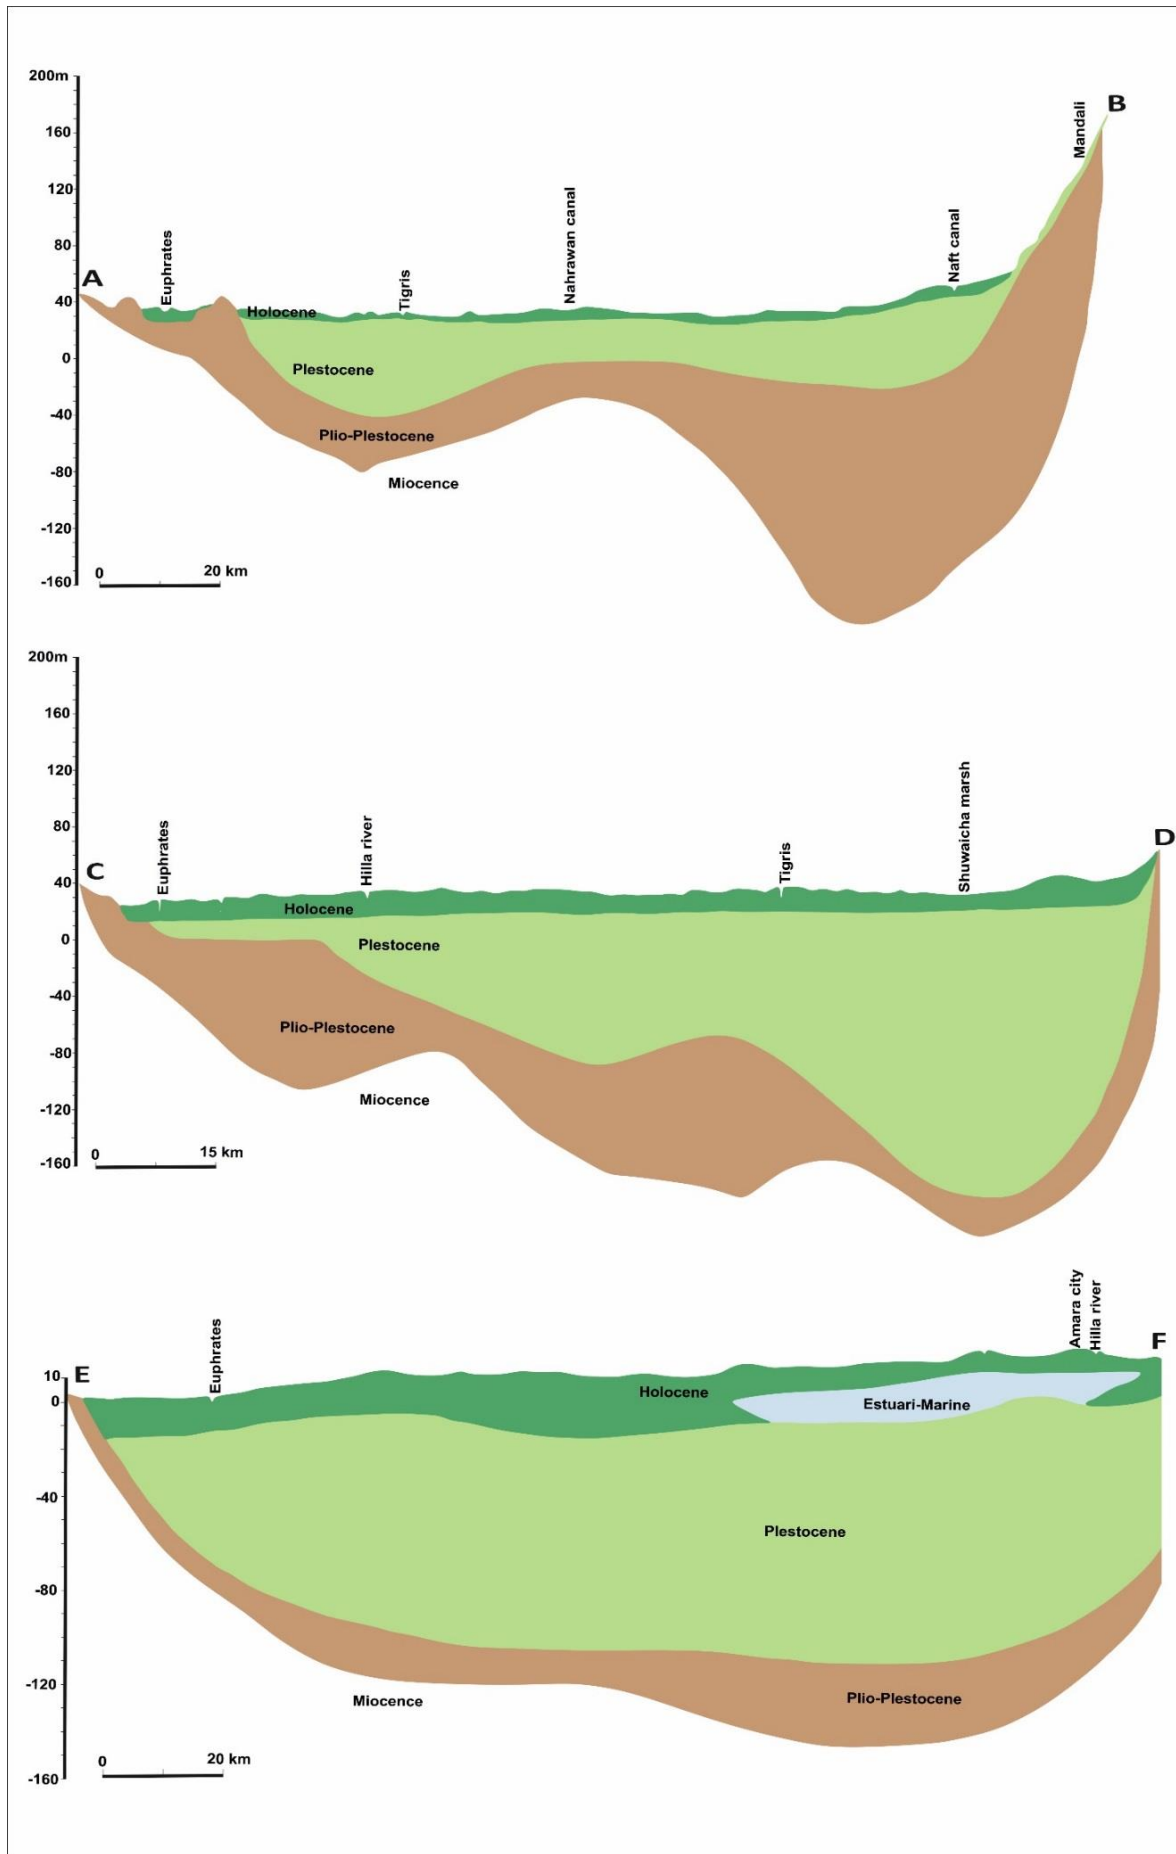 200m
160
120
80
40
0
-40
-80
-120
-160
A
B
Euphrates
Tigris
Nahrawan canal
Naft canal
Mandali
Holocene
Plestocene
Plio-Plestocene
Miocence
0 20 km
200m
160
120
80
40
0
-40
-80
-120
-160
C
D
Euphrates
Hilla river
Tigris
Shuwaicha marsh
Holocene
Plestocene
Plio-Plestocene
Miocence
0 15 km
10
0
-40
-80
-120
-160
E
F
Euphrates
Amara city
Hilla river
Holocene
Estuari-Marine
Plestocene
Plio-Plestocene
Miocence
0 20 km